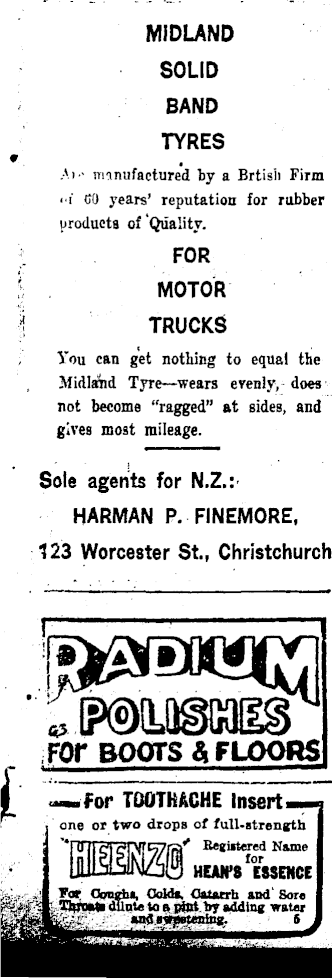 MIDLAND
SOLID
BAND
TYRES
Are manufactured by a Brtish Firm
of 60 years' reputation for rubber
products of Quality.
FOR
MOTOR
TRUCKS
You can get nothing to equal the
Midland Tyre—wears evenly, does
not become "ragged" at sides, and
gives most mileage.
Sole agents for N.Z.:
HARMAN P. FINEMORE,
123 Worcester St., Christchurch
RADIUM
63 POLISHES
FOR BOOTS & FLOORS
For TOOTHACHE Insert
one or two drops of full-strength
"HEENZO" Registered Name
for
HEAN'S ESSENCE
For Coughs, Colds, Catarrh and Sore
Throats dilute to a pint by adding water
and sweetening. 6